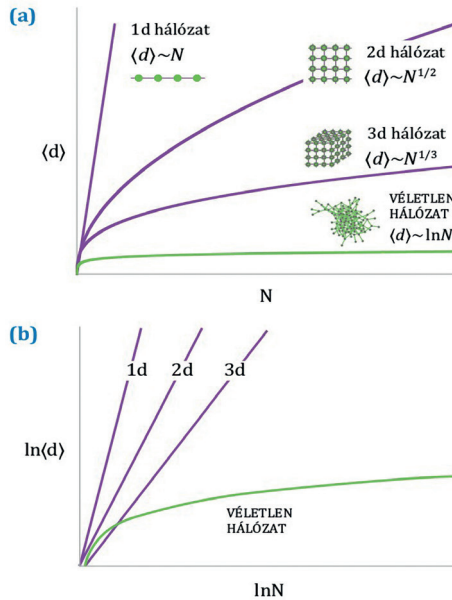 (a)
1d hálózat
⟨d⟩~N
2d hálózat
⟨d⟩~N^{1/2}
3d hálózat
⟨d⟩~N^{1/3}
⟨d⟩
VÉLETLEN
HÁLÓZAT
⟨d⟩~lnN
N
(b)
1d 2d 3d
ln⟨d⟩
VÉLETLEN
HÁLÓZAT
lnN